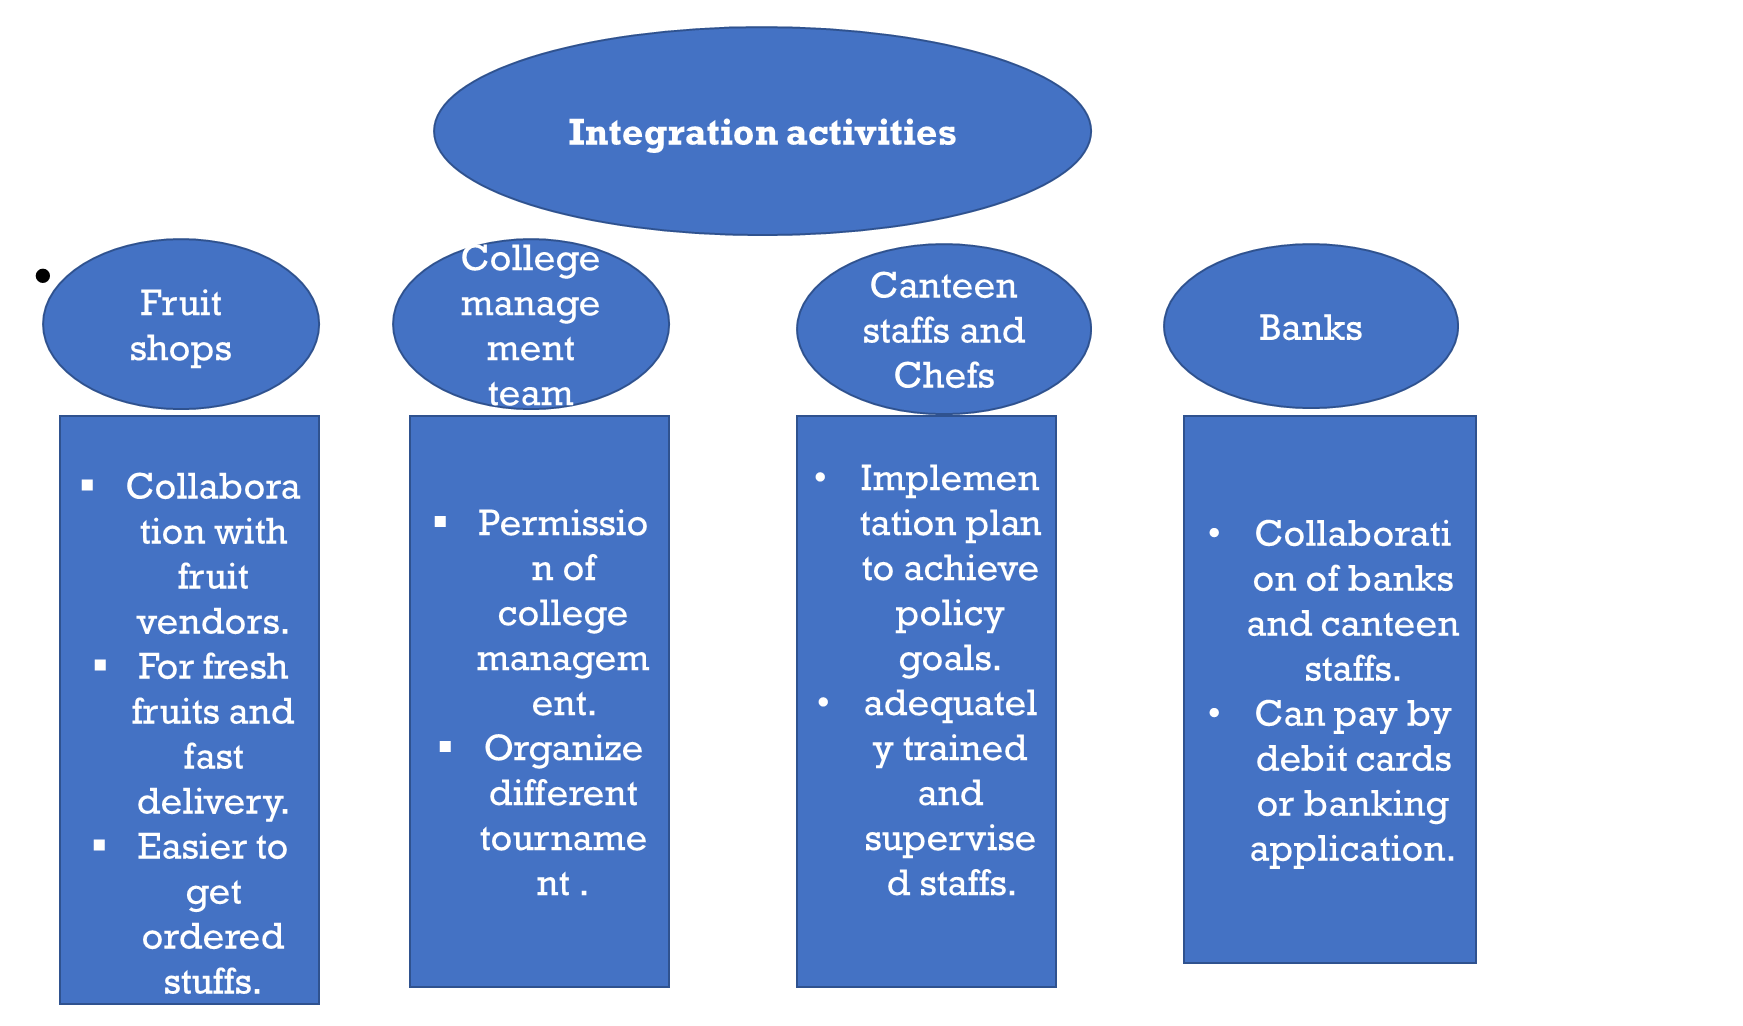 Integration activities
Fruit
shops
College
manage
ment
team
Canteen
staffs and
Chefs
Banks
▪ Collabora
tion with
fruit
vendors.
▪ For fresh
fruits and
fast
delivery.
▪ Easier to
get
ordered
stuffs.
▪ Permissio
n of
college
managem
ent.
▪ Organize
different
tourname
nt .
• Implemen
tation plan
to achieve
policy
goals.
• adequatel
y trained
and
supervise
d staffs.
• Collaborati
on of banks
and canteen
staffs.
• Can pay by
debit cards
or banking
application.